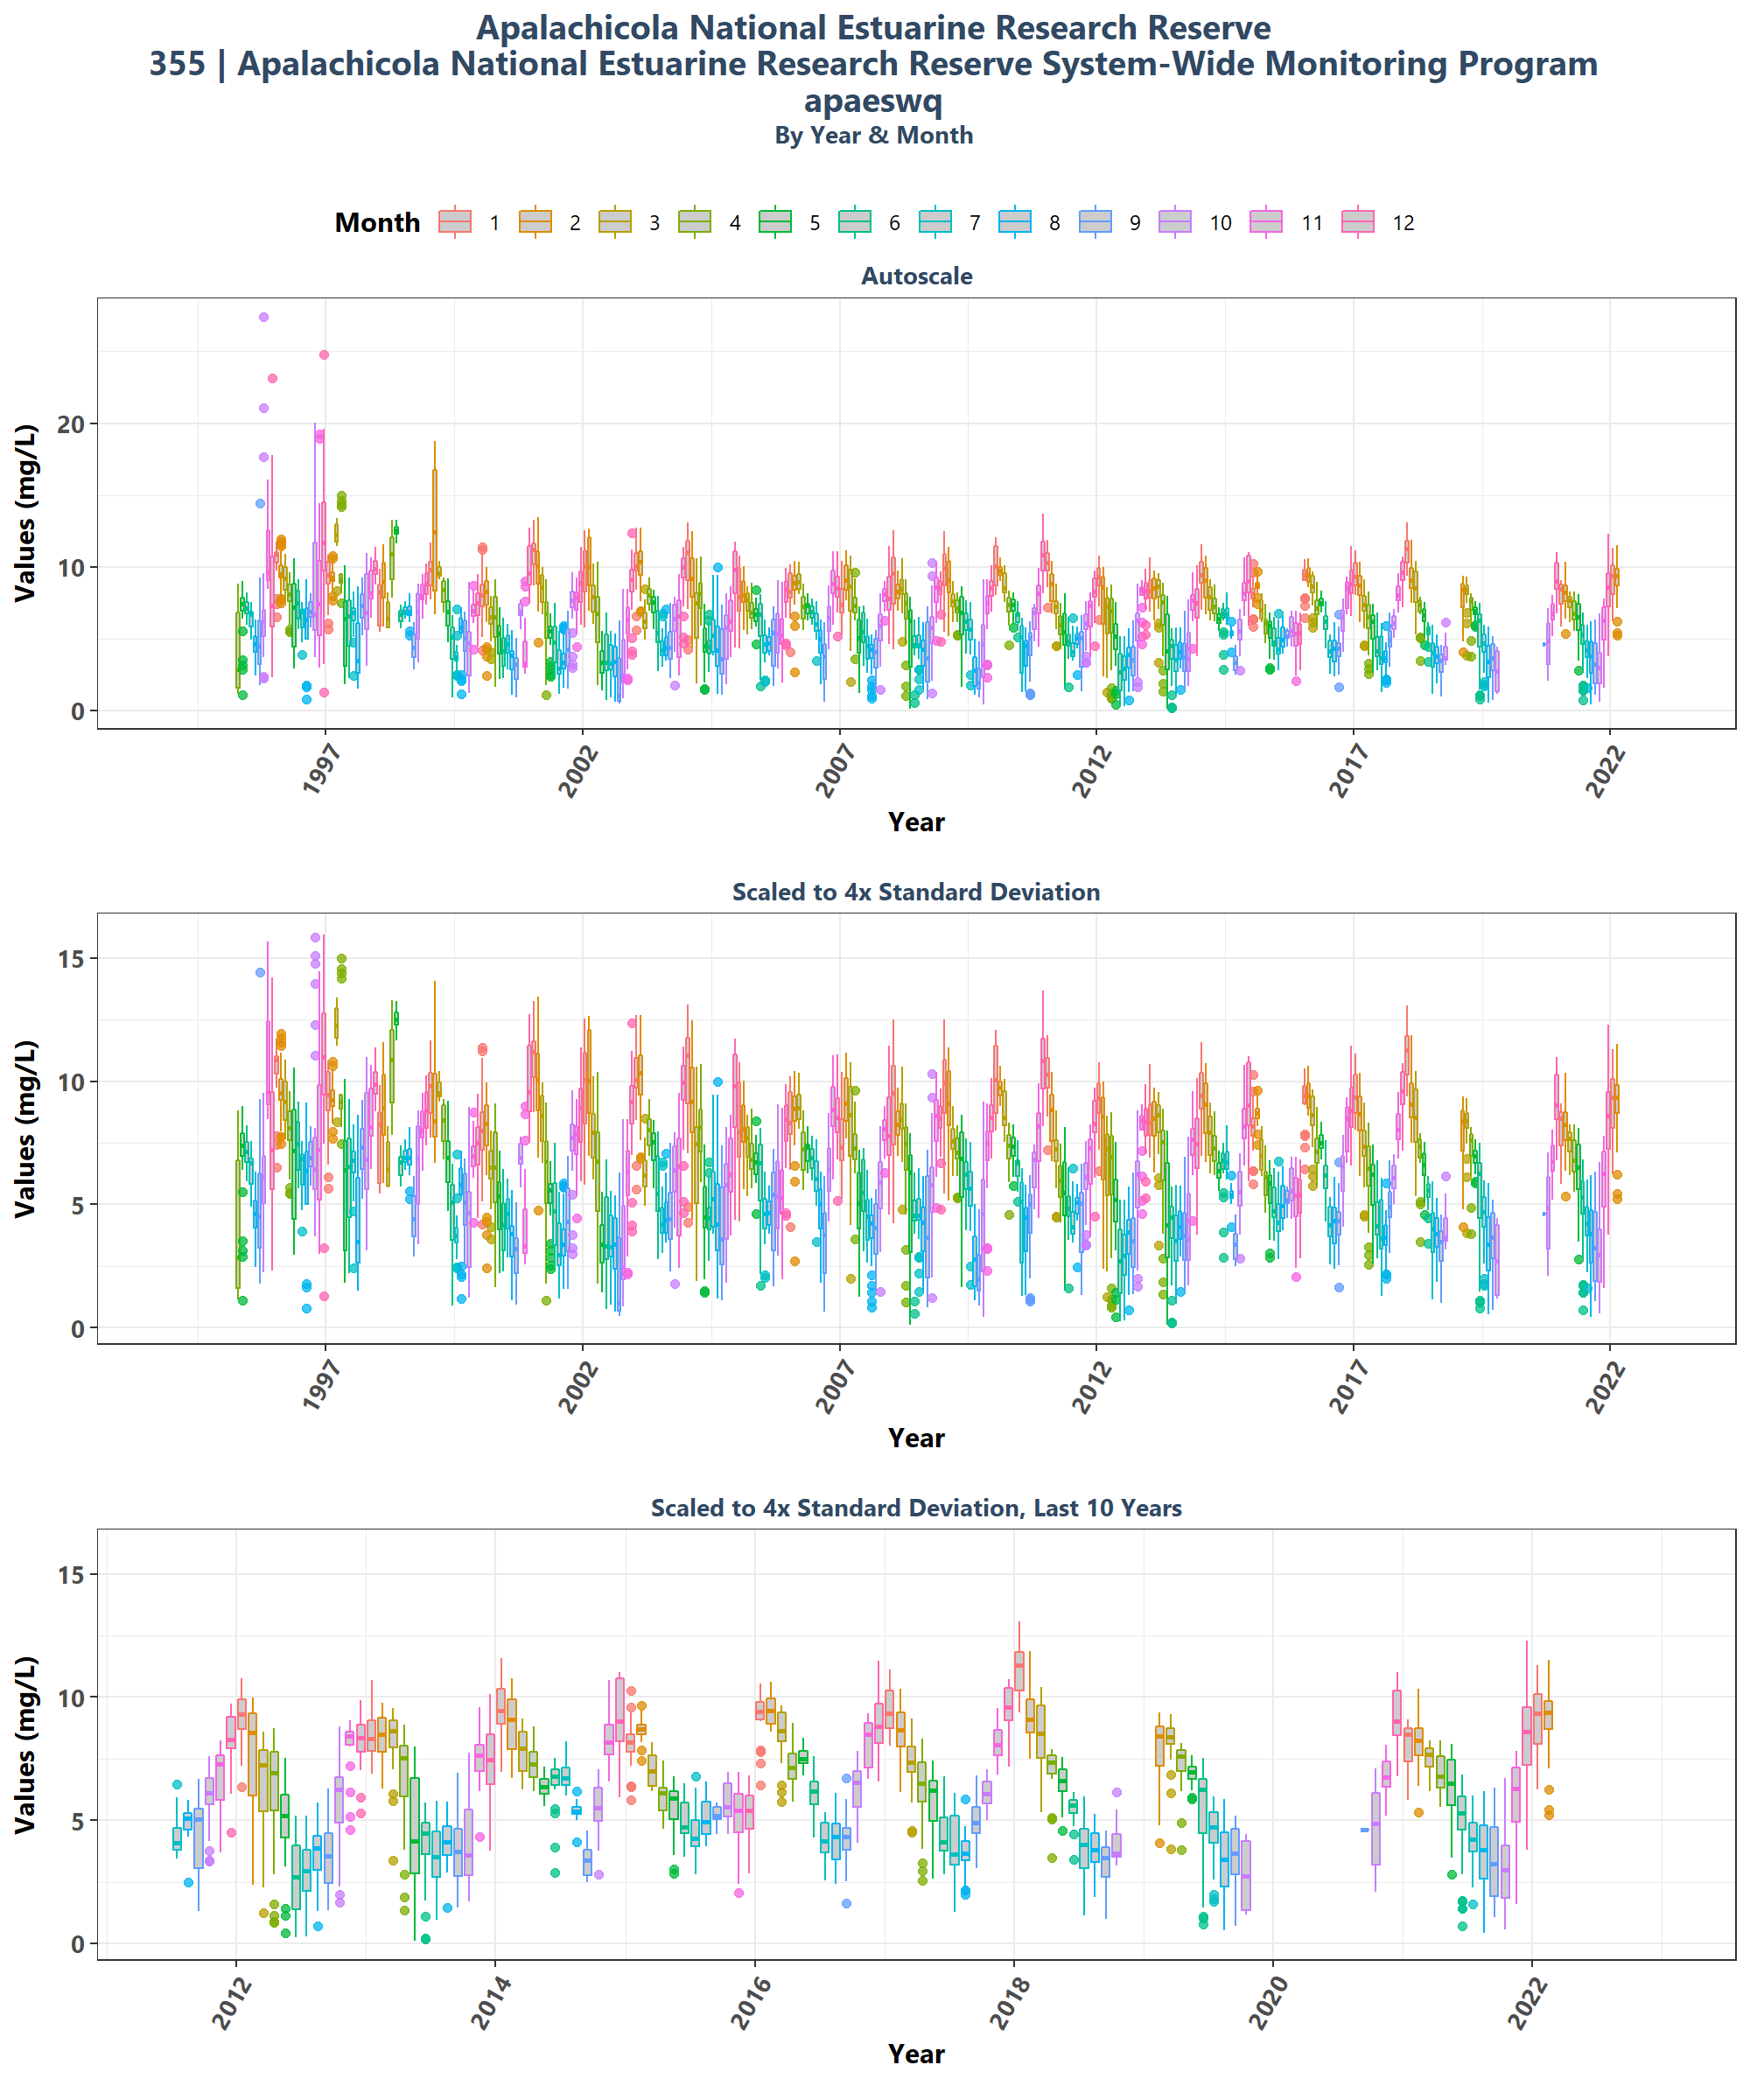 Apalachicola National Estuarine Research Reserve
355 | Apalachicola National Estuarine Research Reserve System-Wide Monitoring Program
apaeswq
By Year & Month
Month 1 2 3 4 5 6 7 8 9 10 11 12
Autoscale
Values (mg/L)
20
10
0
1997 2002 2007 2012 2017 2022
Year
Scaled to 4x Standard Deviation
Values (mg/L)
15
10
5
0
1997 2002 2007 2012 2017 2022
Year
Scaled to 4x Standard Deviation, Last 10 Years
Values (mg/L)
15
10
5
0
2012 2014 2016 2018 2020 2022
Year